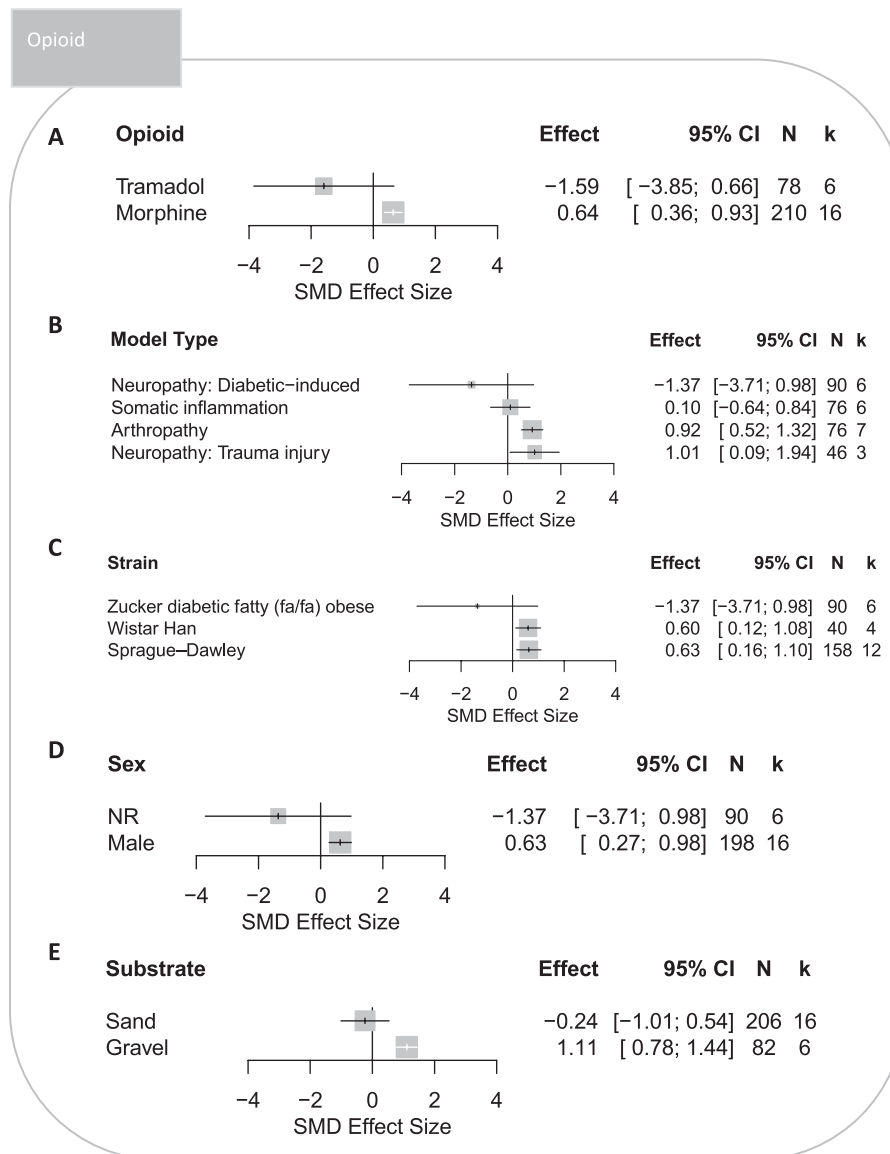 Opioid
A Opioid Effect 95% CI N k
Tramadol −1.59 [ −3.85; 0.66] 78 6
Morphine 0.64 [ 0.36; 0.93] 210 16
−4 −2 0 2 4
SMD Effect Size
B Model Type Effect 95% CI N k
Neuropathy: Diabetic−induced −1.37 [−3.71; 0.98] 90 6
Somatic inflammation 0.10 [−0.64; 0.84] 76 6
Arthropathy 0.92 [ 0.52; 1.32] 76 7
Neuropathy: Trauma injury 1.01 [ 0.09; 1.94] 46 3
−4 −2 0 2 4
SMD Effect Size
C Strain Effect 95% CI N k
Zucker diabetic fatty (fa/fa) obese −1.37 [−3.71; 0.98] 90 6
Wistar Han 0.60 [ 0.12; 1.08] 40 4
Sprague−Dawley 0.63 [ 0.16; 1.10] 158 12
−4 −2 0 2 4
SMD Effect Size
D Sex Effect 95% CI N k
NR −1.37 [ −3.71; 0.98] 90 6
Male 0.63 [ 0.27; 0.98] 198 16
−4 −2 0 2 4
SMD Effect Size
E Substrate Effect 95% CI N k
Sand −0.24 [−1.01; 0.54] 206 16
Gravel 1.11 [ 0.78; 1.44] 82 6
−4 −2 0 2 4
SMD Effect Size